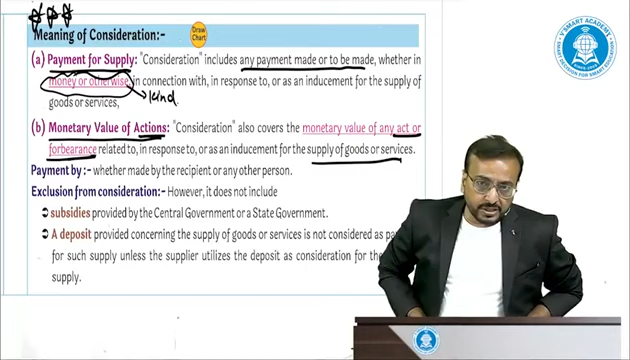 V'SMART ACADEMY
Meaning of Consideration:-
Draw Chart
(a) Payment for Supply: "Consideration includes any payment made or to be made, whether in
money or otherwise, in connection with, in response to, or as an inducement for the supply of
goods or services,
kind
(b) Monetary Value of Actions: "Consideration also covers the monetary value of any act or
forbearance related to, in response to, or as an inducement for the supply of goods or services.
Payment by:- whether made by the recipient or any other person.
Exclusion from consideration:- However, it does not include
➲ subsidies provided by the Central Government or a State Government.
➲ A deposit provided concerning the supply of goods or services is not considered as pa
for such supply unless the supplier utilizes the deposit as consideration for the
supply.